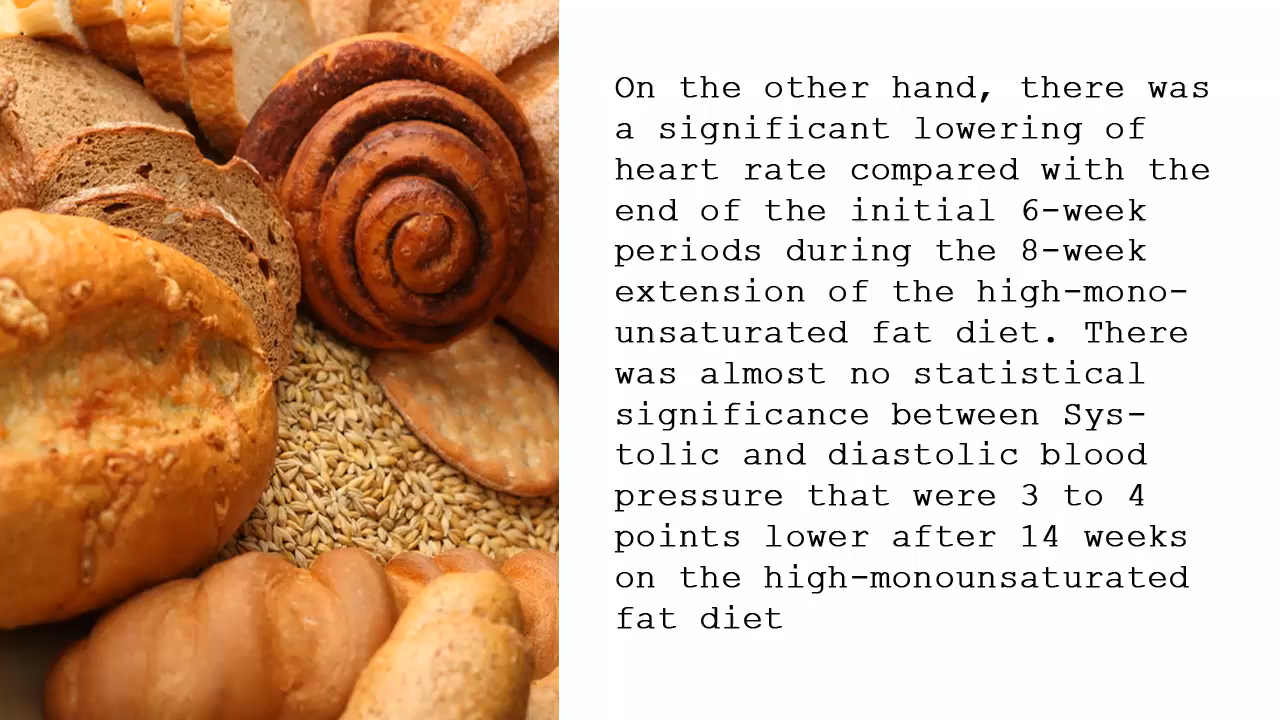 On the other hand, there was
a significant lowering of
heart rate compared with the
end of the initial 6-week
periods during the 8-week
extension of the high-mono-
unsaturated fat diet. There
was almost no statistical
significance between Sys-
tolic and diastolic blood
pressure that were 3 to 4
points lower after 14 weeks
on the high-monounsaturated
fat diet